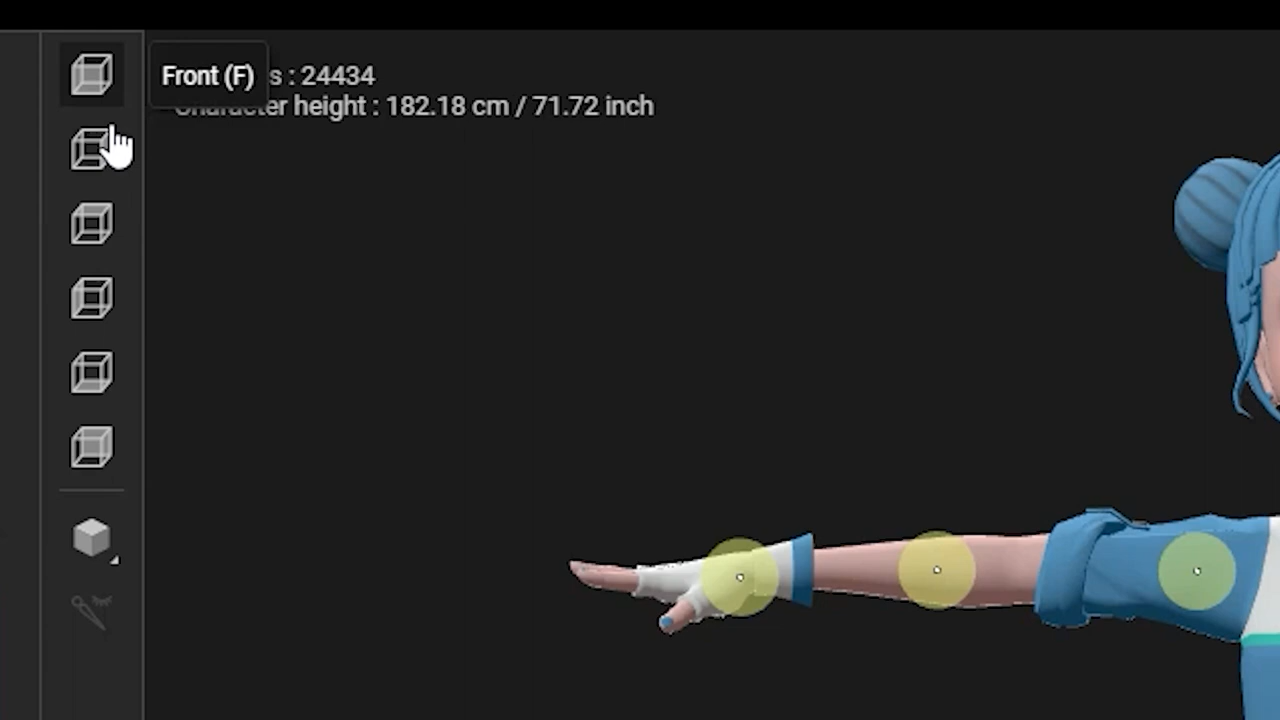 Front (F)
s : 24434
Character height : 182.18 cm / 71.72 inch